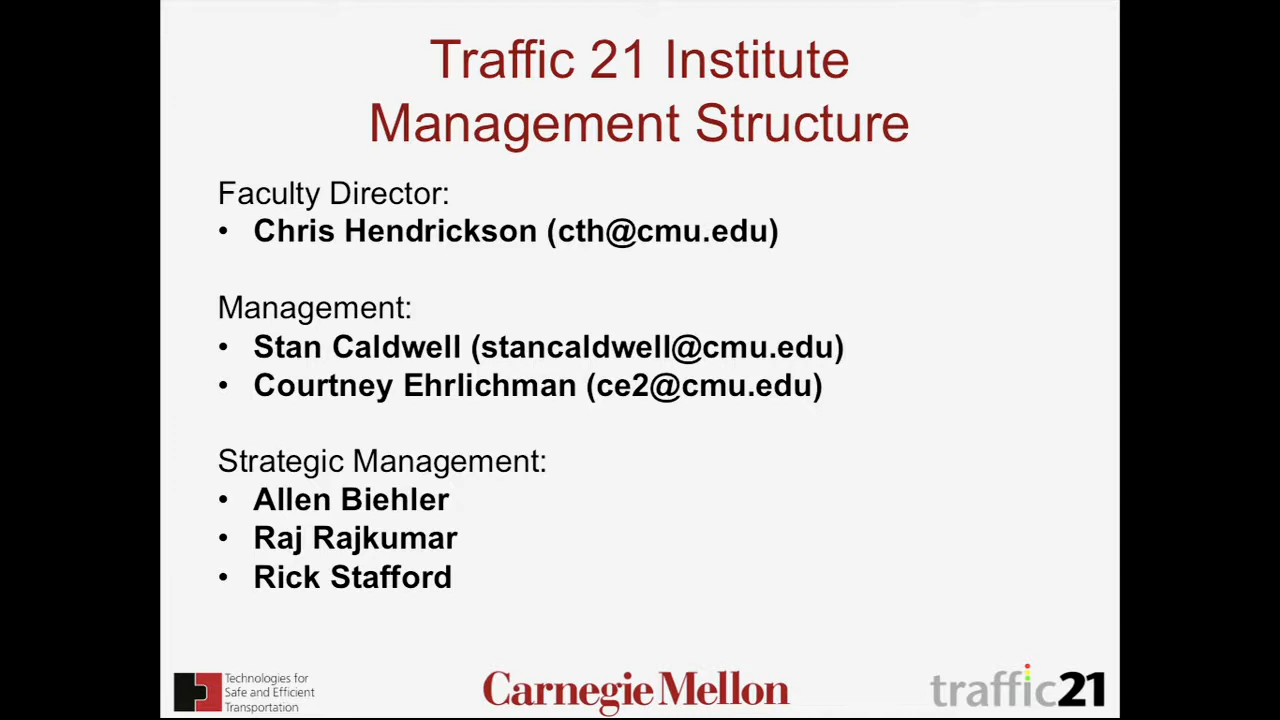 Traffic 21 Institute
Management Structure
Faculty Director:
• Chris Hendrickson (cth@cmu.edu)
Management:
• Stan Caldwell (stancaldwell@cmu.edu)
• Courtney Ehrlichman (ce2@cmu.edu)
Strategic Management:
• Allen Biehler
• Raj Rajkumar
• Rick Stafford
Technologies for
Safe and Efficient
Transportation
Carnegie Mellon
traffic21